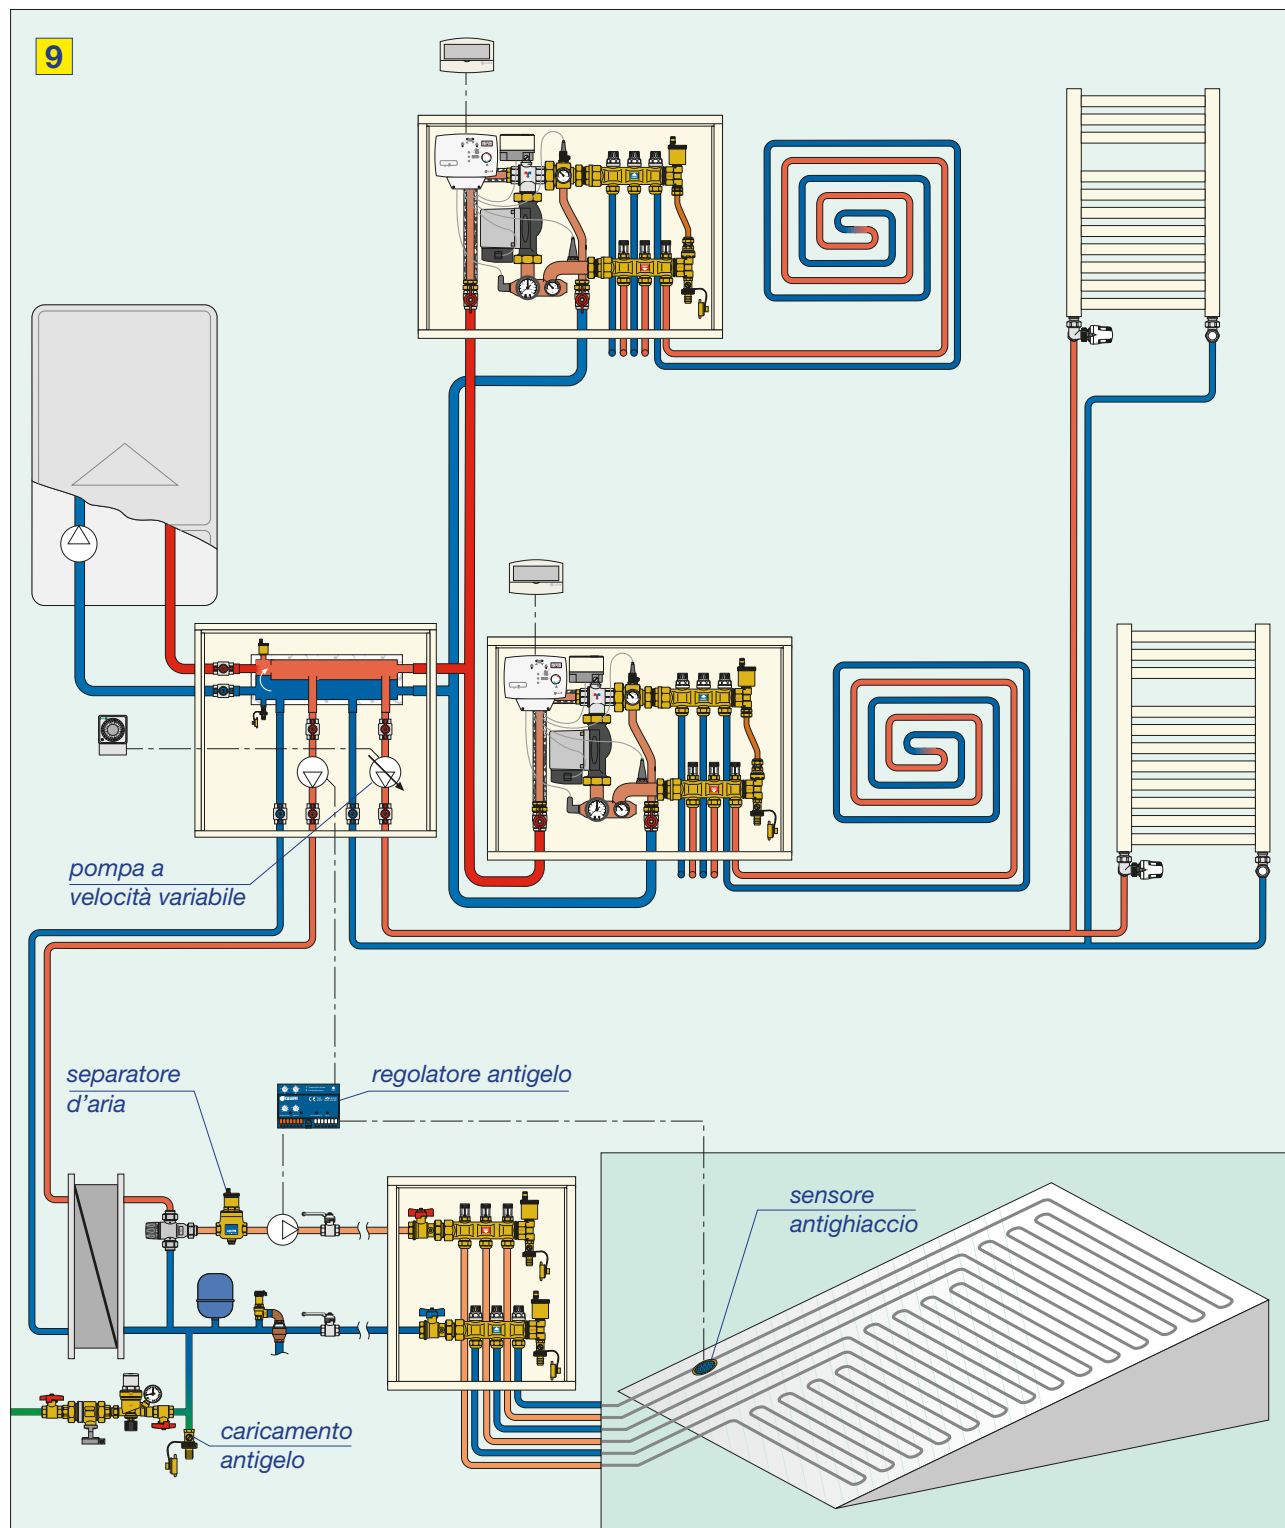 9
pompa a
velocità variabile
separatore
d'aria
regolatore antigelo
sensore
antighiaccio
caricamento
antigelo